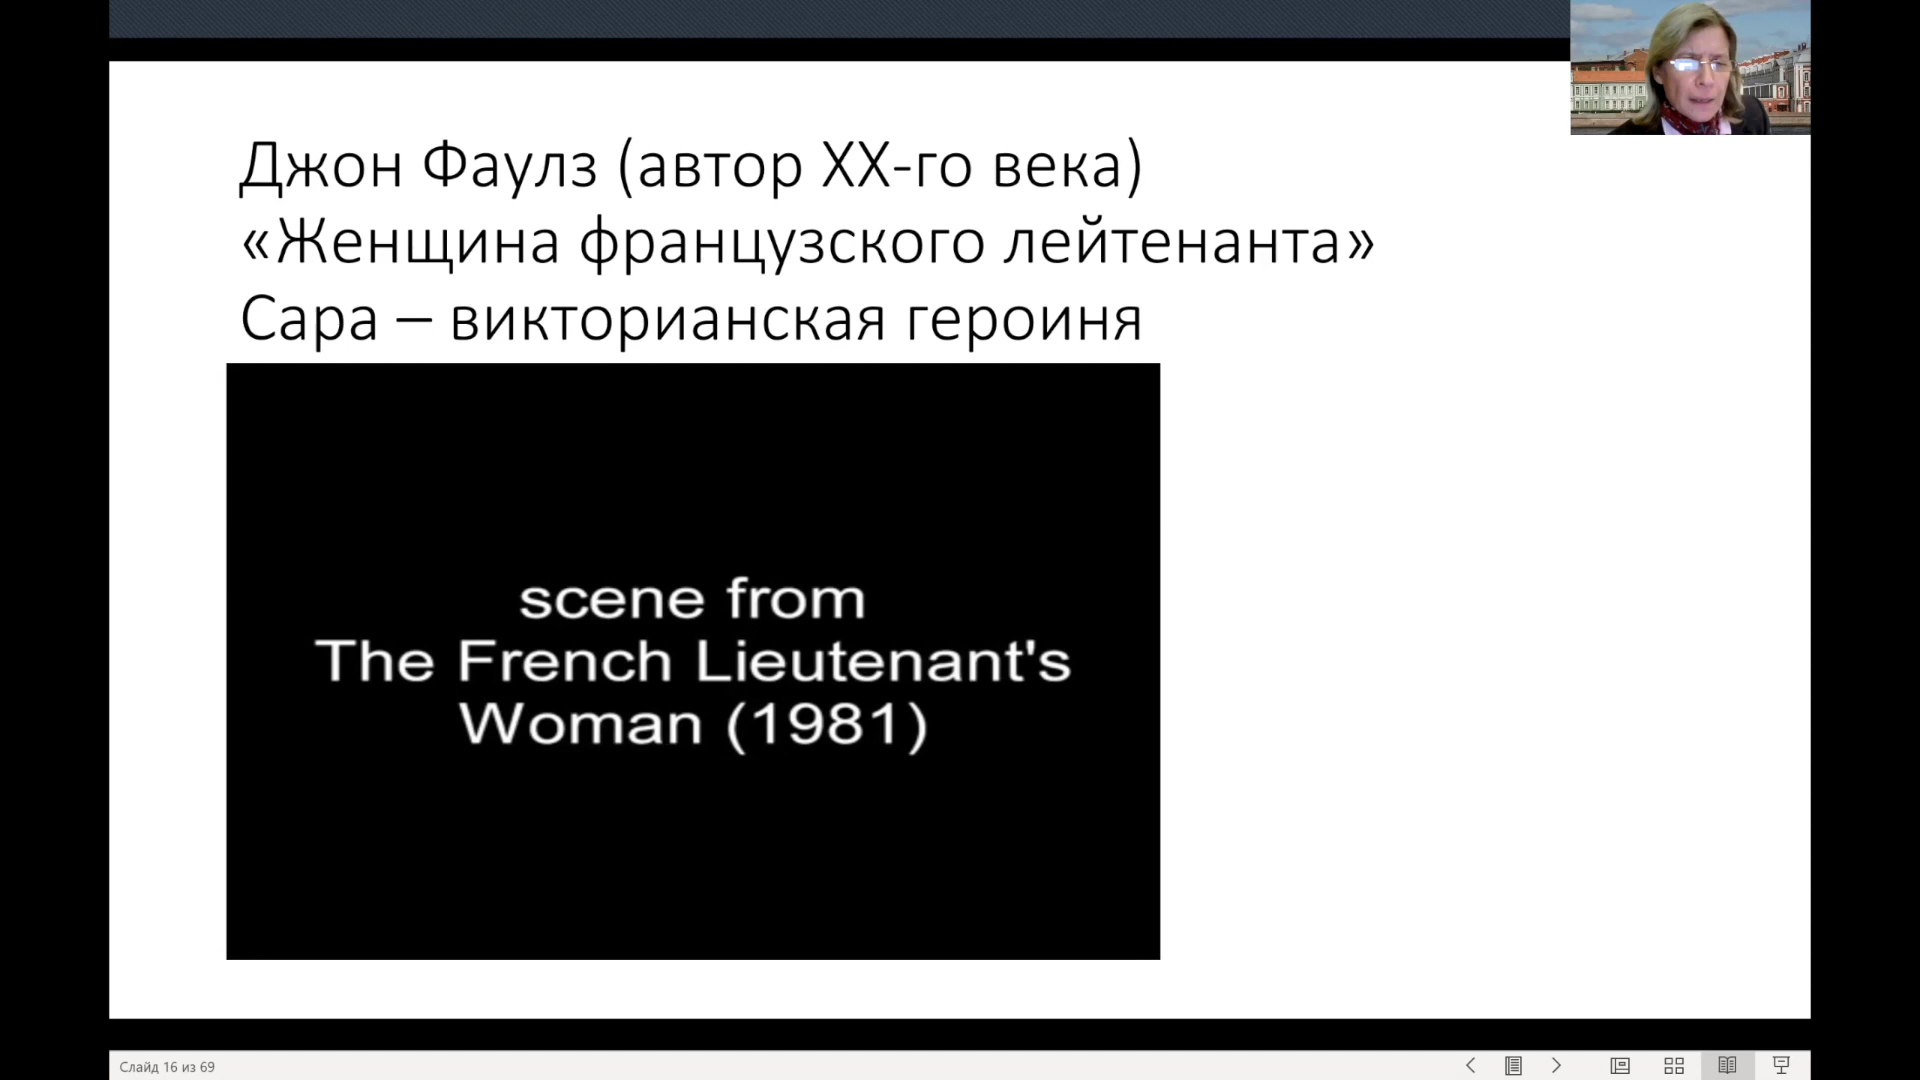 Джон Фаулз (автор XX-го века)
«Женщина французского лейтенанта»
Сара – викторианская героиня
scene from
The French Lieutenant's
Woman (1981)
Слайд 16 из 69